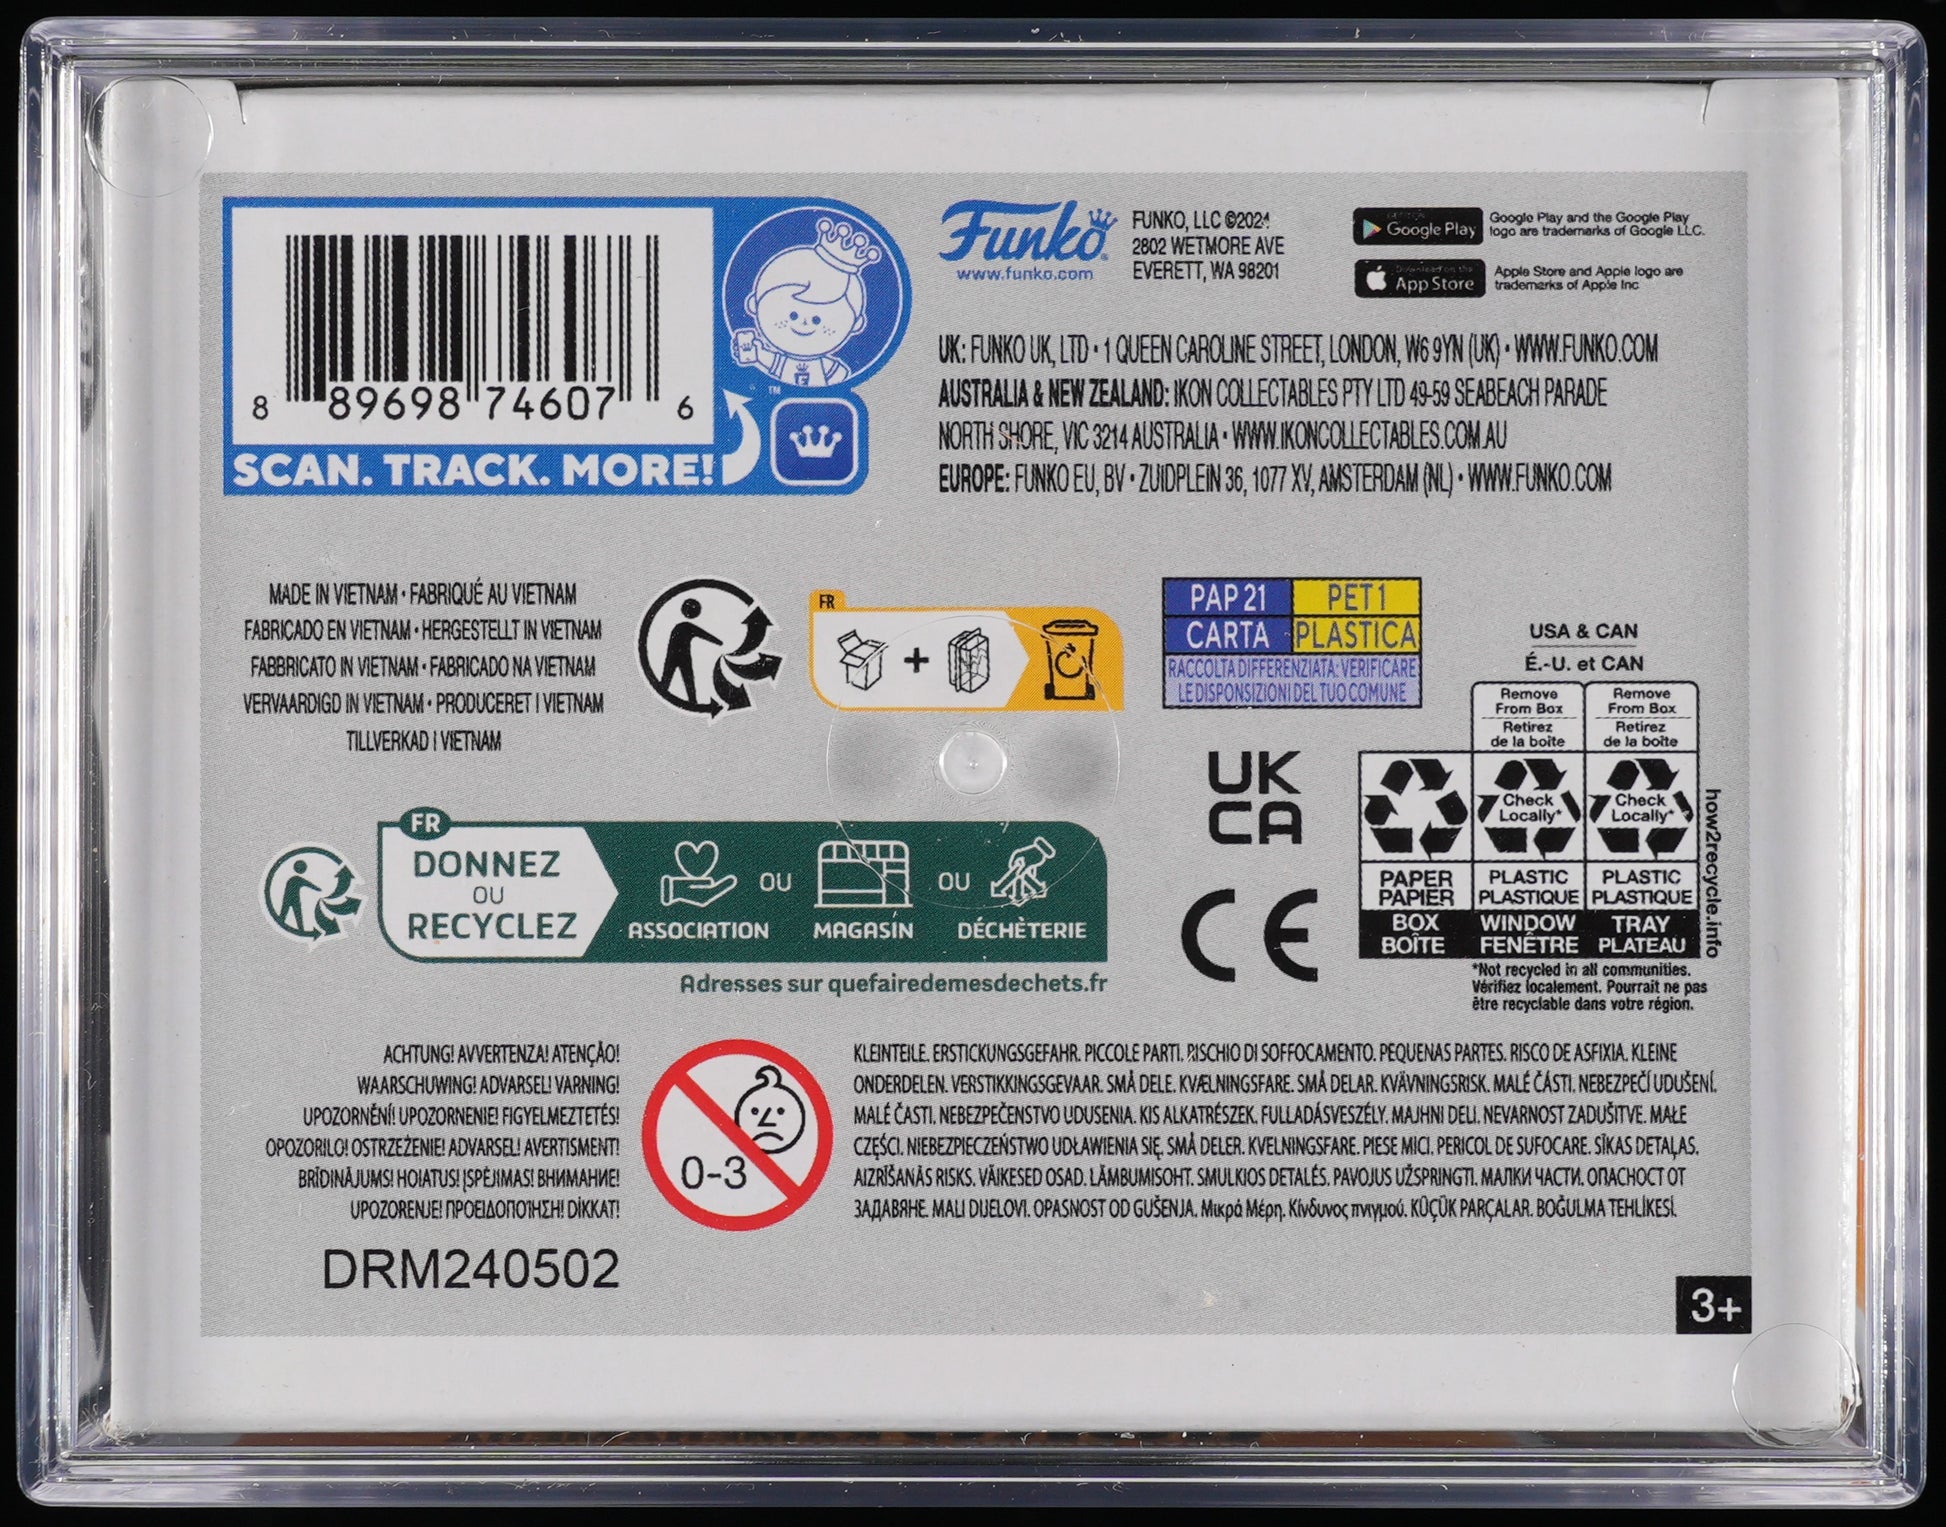 8 89698 74607 6
SCAN. TRACK. MORE!
TM
Funko
www.funko.com
FUNKO, LLC ©2024
2802 WETMORE AVE
EVERETT, WA 98201
GET IT ON
Google Play
Google Play and the Google Play
logo are trademarks of Google LLC.
Download on the
App Store
Apple Store and Apple logo are
trademarks of Apple Inc
UK: FUNKO UK, LTD • 1 QUEEN CAROLINE STREET, LONDON, W6 9YN (UK) • WWW.FUNKO.COM
AUSTRALIA & NEW ZEALAND: IKON COLLECTABLES PTY LTD 49-59 SEABEACH PARADE
NORTH SHORE, VIC 3214 AUSTRALIA • WWW.IKONCOLLECTABLES.COM.AU
EUROPE: FUNKO EU, BV • ZUIDPLEIN 36, 1077 XV, AMSTERDAM (NL) • WWW.FUNKO.COM
MADE IN VIETNAM • FABRIQUÉ AU VIETNAM
FABRICADO EN VIETNAM • HERGESTELLT IN VIETNAM
FABBRICATO IN VIETNAM • FABRICADO NA VIETNAM
VERVAARDIGD IN VIETNAM • PRODUCERET I VIETNAM
TILLVERKAD I VIETNAM
FR
+
PAP 21 PET 1
CARTA PLASTICA
RACCOLTA DIFFERENZIATA: VERIFICARE
LE DISPONSIZIONI DEL TUO COMUNE
USA & CAN
É.-U. et CAN
Remove
From Box
Retirez
de la boîte
Remove
From Box
Retirez
de la boîte
Check
Locally*
Check
Locally*
PAPER
PAPIER
BOX
BOÎTE
PLASTIC
PLASTIQUE
WINDOW
FENÊTRE
PLASTIC
PLASTIQUE
TRAY
PLATEAU
how2recycle.info
*Not recycled in all communities.
Vérifiez localement. Pourrait ne pas
être recyclable dans votre région.
UK
CA
CE
FR
DONNEZ
OU
RECYCLEZ
ASSOCIATION
OU
MAGASIN
OU
DÉCHÈTERIE
Adresses sur quefairedemesdechets.fr
ACHTUNG! AVVERTENZA! ATENÇÃO!
WAARSCHUWING! ADVARSEL! VARNING!
UPOZORNĚNÍ! UPOZORNENIE! FIGYELMEZTETÉS!
OPOZORILO! OSTRZEŻENIE! ADVARSEL! AVERTISMENT!
BRĪDINĀJUMS! HOIATUS! ĮSPĖJIMAS! ВНИМАНИЕ!
UPOZORENJE! ΠΡΟΕΙΔΟΠΟΊΗΣΗ! DİKKAT!
0-3
KLEINTEILE. ERSTICKUNGSGEFAHR. PICCOLE PARTI. RISCHIO DI SOFFOCAMENTO. PEQUENAS PARTES. RISCO DE ASFIXIA. KLEINE
ONDERDELEN. VERSTIKKINGSGEVAAR. SMÅ DELE. KVÆLNINGSFARE. SMÅ DELAR. KVÄVNINGSRISK. MALÉ ČÁSTI. NEBEZPEČÍ UDUŠENÍ.
MALÉ ČASTI. NEBEZPEČENSTVO UDUSENIA. KIS ALKATRÉSZEK. FULLADÁSVESZÉLY. MAJHNI DELI. NEVARNOST ZADUŠITVE. MAŁE
CZĘŚCI. NIEBEZPIECZEŃSTWO UDŁAWIENIA SIĘ. SMÅ DELER. KVELNINGSFARE. PIESE MICI. PERICOL DE SUFOCARE. SĪKAS DETAĻAS.
AIZRĪŠANĀS RISKS. VÄIKESED OSAD. LÄMBUMISOHT. SMULKIOS DETALĖS. PAVOJUS UŽSPRINGTI. МАЛКИ ЧАСТИ. ОПАСНОСТ ОТ
ЗАДАВЯНЕ. MALI DIJELOVI. OPASNOST OD GUŠENJA. Μικρά Μέρη. Κίνδυνος πνιγμού. KÜÇÜK PARÇALAR. BOĞULMA TEHLİKESİ.
DRM240502
3+